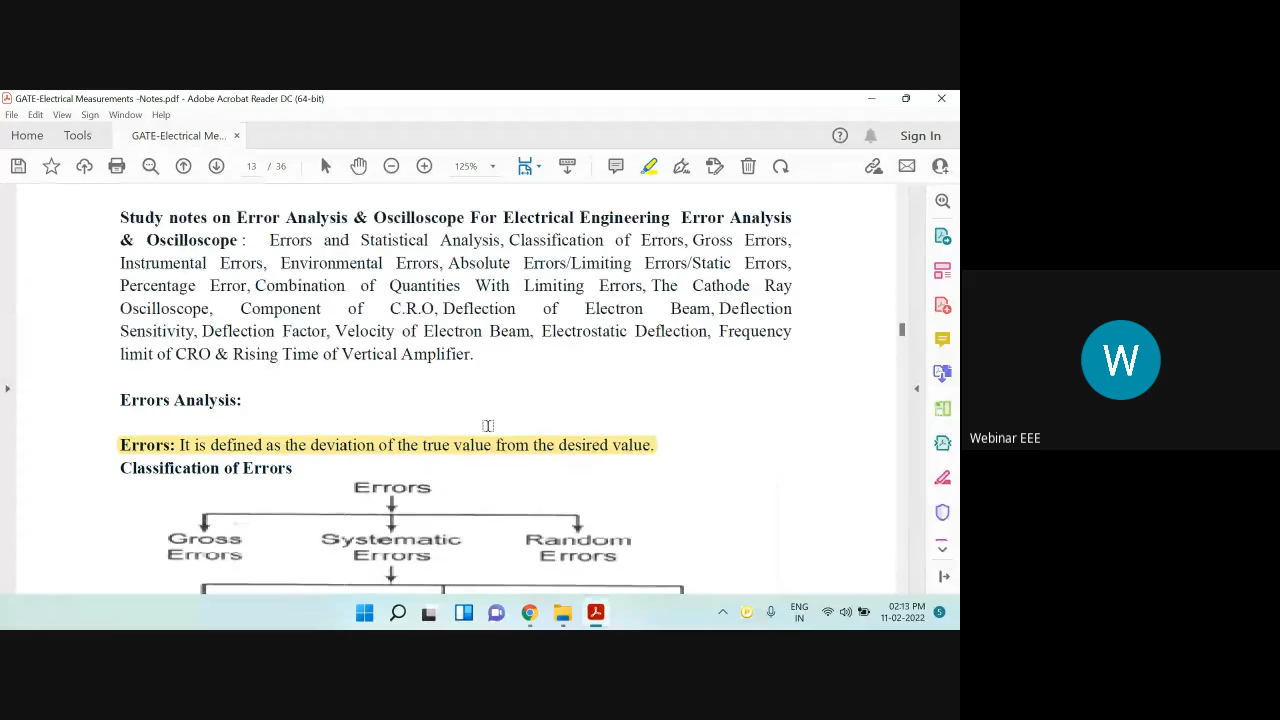 GATE-Electrical Measurements -Notes.pdf - Adobe Acrobat Reader DC (64-bit)
File Edit View Sign Window Help
Home Tools GATE-Electrical Me... × Sign In
13 / 36 125%
Study notes on Error Analysis & Oscilloscope For Electrical Engineering Error Analysis
& Oscilloscope : Errors and Statistical Analysis, Classification of Errors, Gross Errors,
Instrumental Errors, Environmental Errors, Absolute Errors/Limiting Errors/Static Errors,
Percentage Error, Combination of Quantities With Limiting Errors, The Cathode Ray
Oscilloscope, Component of C.R.O, Deflection of Electron Beam, Deflection
Sensitivity, Deflection Factor, Velocity of Electron Beam, Electrostatic Deflection, Frequency
limit of CRO & Rising Time of Vertical Amplifier.
Errors Analysis:
Errors: It is defined as the deviation of the true value from the desired value.
Classification of Errors
Errors
Gross Systematic Random
Errors Errors Errors
ENG 02:13 PM
IN 11-02-2022 5
W
Webinar EEE